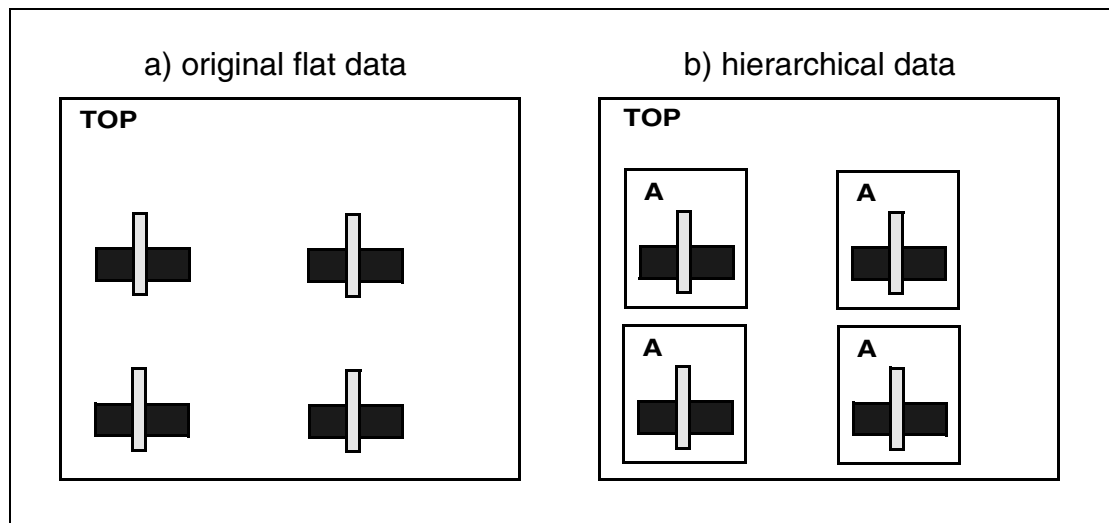 a) original flat data
b) hierarchical data
TOP
TOP
A
A
A
A